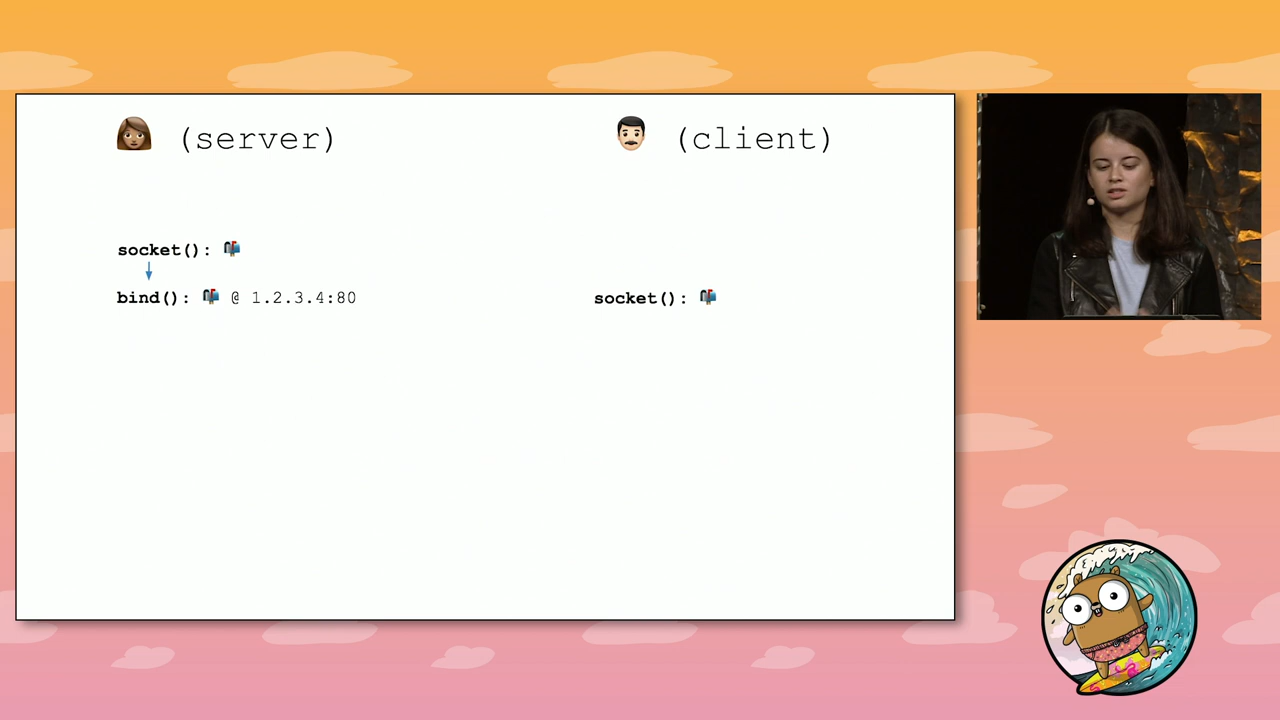 (server)
(client)
socket():
bind(): @ 1.2.3.4:80
socket():